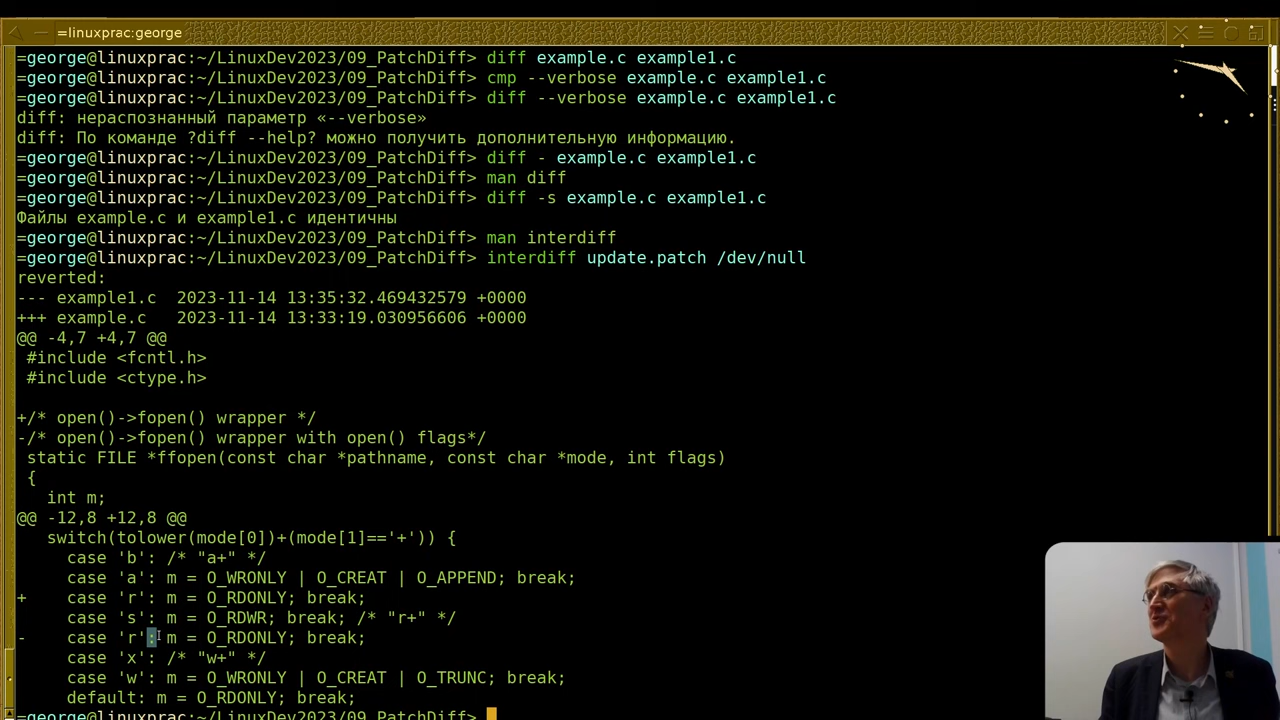 =linuxprac:george
=george@linuxprac:~/LinuxDev2023/09_PatchDiff> diff example.c example1.c
=george@linuxprac:~/LinuxDev2023/09_PatchDiff> cmp --verbose example.c example1.c
=george@linuxprac:~/LinuxDev2023/09_PatchDiff> diff --verbose example.c example1.c
diff: нераспознанный параметр «--verbose»
diff: По команде ?diff --help? можно получить дополнительную информацию.
=george@linuxprac:~/LinuxDev2023/09_PatchDiff> diff - example.c example1.c
=george@linuxprac:~/LinuxDev2023/09_PatchDiff> man diff
=george@linuxprac:~/LinuxDev2023/09_PatchDiff> diff -s example.c example1.c
Файлы example.c и example1.c идентичны
=george@linuxprac:~/LinuxDev2023/09_PatchDiff> man interdiff
=george@linuxprac:~/LinuxDev2023/09_PatchDiff> interdiff update.patch /dev/null
reverted:
--- example1.c  2023-11-14 13:35:32.469432579 +0000
+++ example.c   2023-11-14 13:33:19.030956606 +0000
@@ -4,7 +4,7 @@
 #include <fcntl.h>
 #include <ctype.h>
+/* open()->fopen() wrapper */
-/* open()->fopen() wrapper with open() flags*/
 static FILE *ffopen(const char *pathname, const char *mode, int flags)
 {
   int m;
@@ -12,8 +12,8 @@
   switch(tolower(mode[0])+(mode[1]=='+')) {
     case 'b': /* "a+" */
     case 'a': m = O_WRONLY | O_CREAT | O_APPEND; break;
+    case 'r': m = O_RDONLY; break;
     case 's': m = O_RDWR; break; /* "r+" */
-    case 'r': m = O_RDONLY; break;
     case 'x': /* "w+" */
     case 'w': m = O_WRONLY | O_CREAT | O_TRUNC; break;
     default: m = O_RDONLY; break;
=george@linuxprac:~/LinuxDev2023/09_PatchDiff>